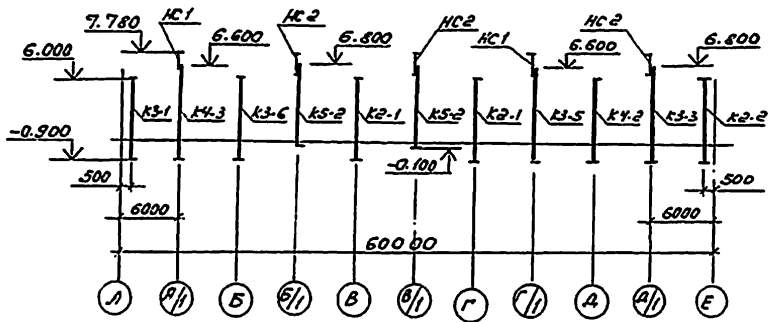 НС1 НС2 НС2 НС1 НС2
7.780 6.600 6.800 6.600 6.800
6.000
К3-1 К4-3 К3-6 К5-2 К2-1 К5-2 К2-1 К3-5 К4-2 К3-3 К2-2
-0.900
-0.100
500 500
6000 6000
60000
Л Я/1 Б Б/1 В В/1 Г Г/1 Д Д/1 Е